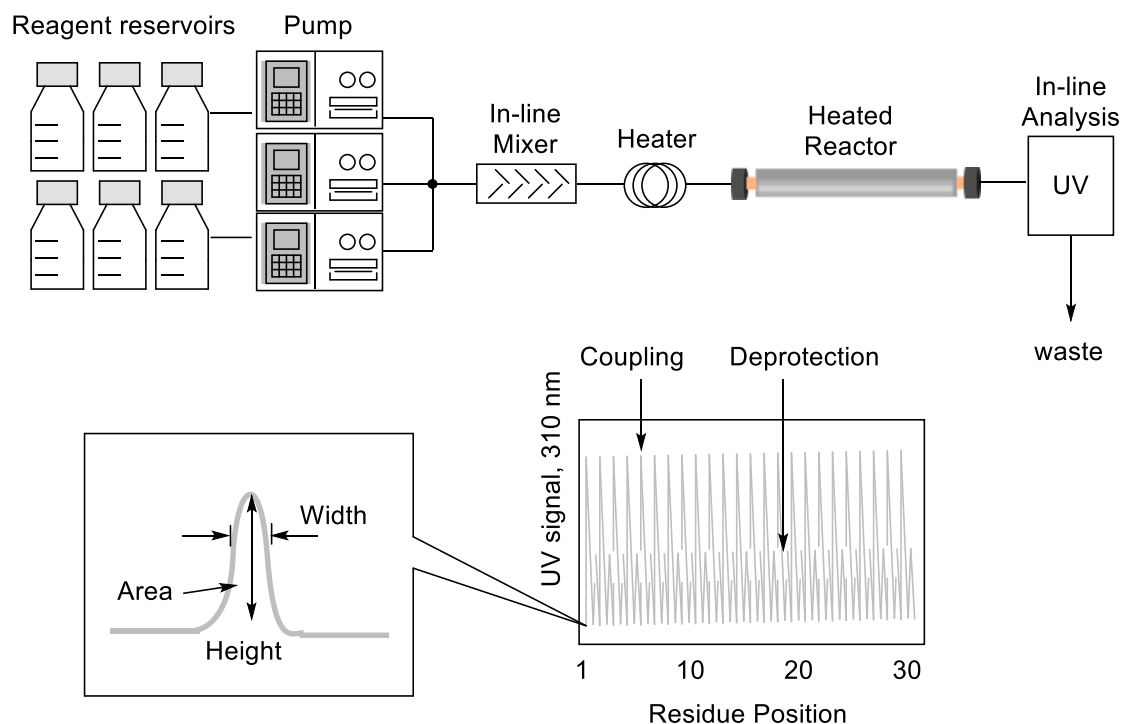 Reagent reservoirs
Pump
In-line
Mixer
Heater
Heated
Reactor
In-line
Analysis
UV
waste
Coupling
Deprotection
UV signal, 310 nm
Width
Area
Height
1
10
20
30
Residue Position